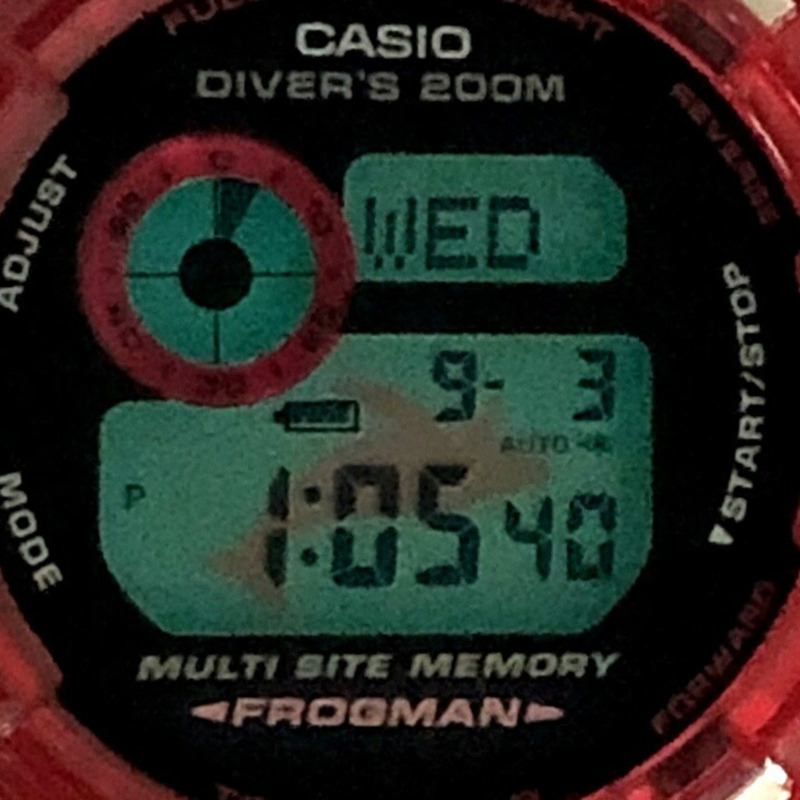 CASIO
DIVER'S 200M
ADJUST
REVERSE
WED
9- 3
AUTO
P
1:05 40
MODE
▼START/STOP
FORWARD
MULTI SITE MEMORY
◄FROGMAN►